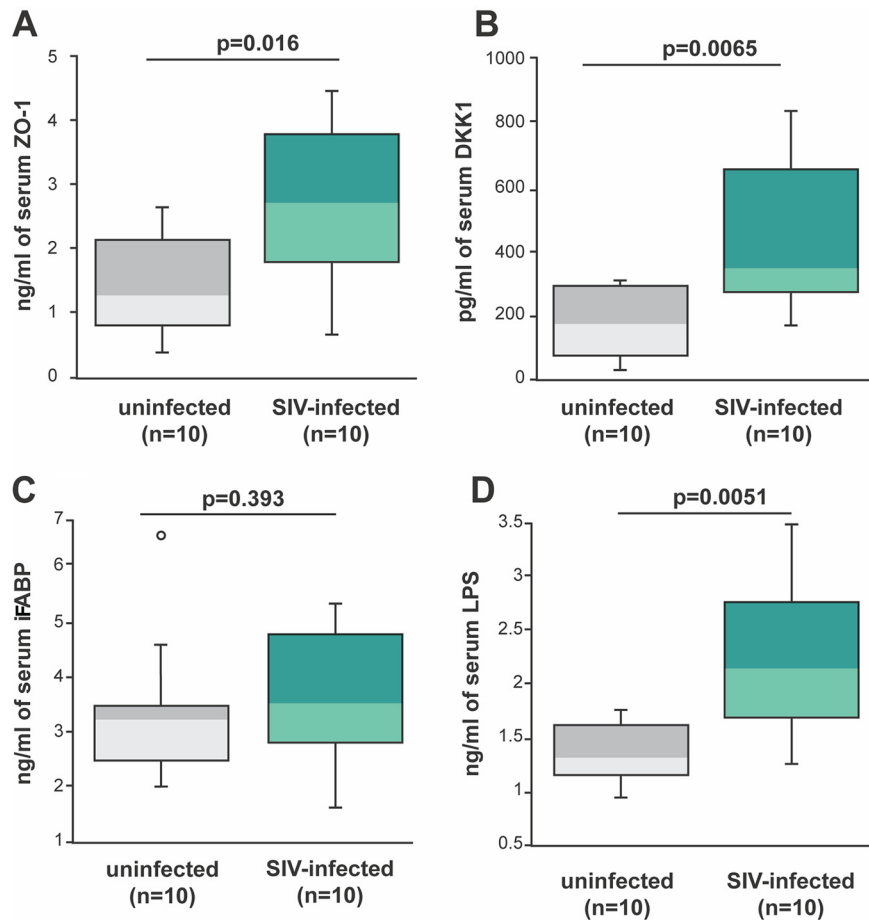 A
p=0.016
ng/ml of serum ZO-1
5
4
3
2
1
0
uninfected
(n=10)
SIV-infected
(n=10)
B
p=0.0065
pg/ml of serum DKK1
1000
800
600
400
200
0
uninfected
(n=10)
SIV-infected
(n=10)
C
p=0.393
ng/ml of serum iFABP
7
6
5
4
3
2
1
uninfected
(n=10)
SIV-infected
(n=10)
D
p=0.0051
ng/ml of serum LPS
3.5
3
2.5
2
1.5
1
0.5
uninfected
(n=10)
SIV-infected
(n=10)